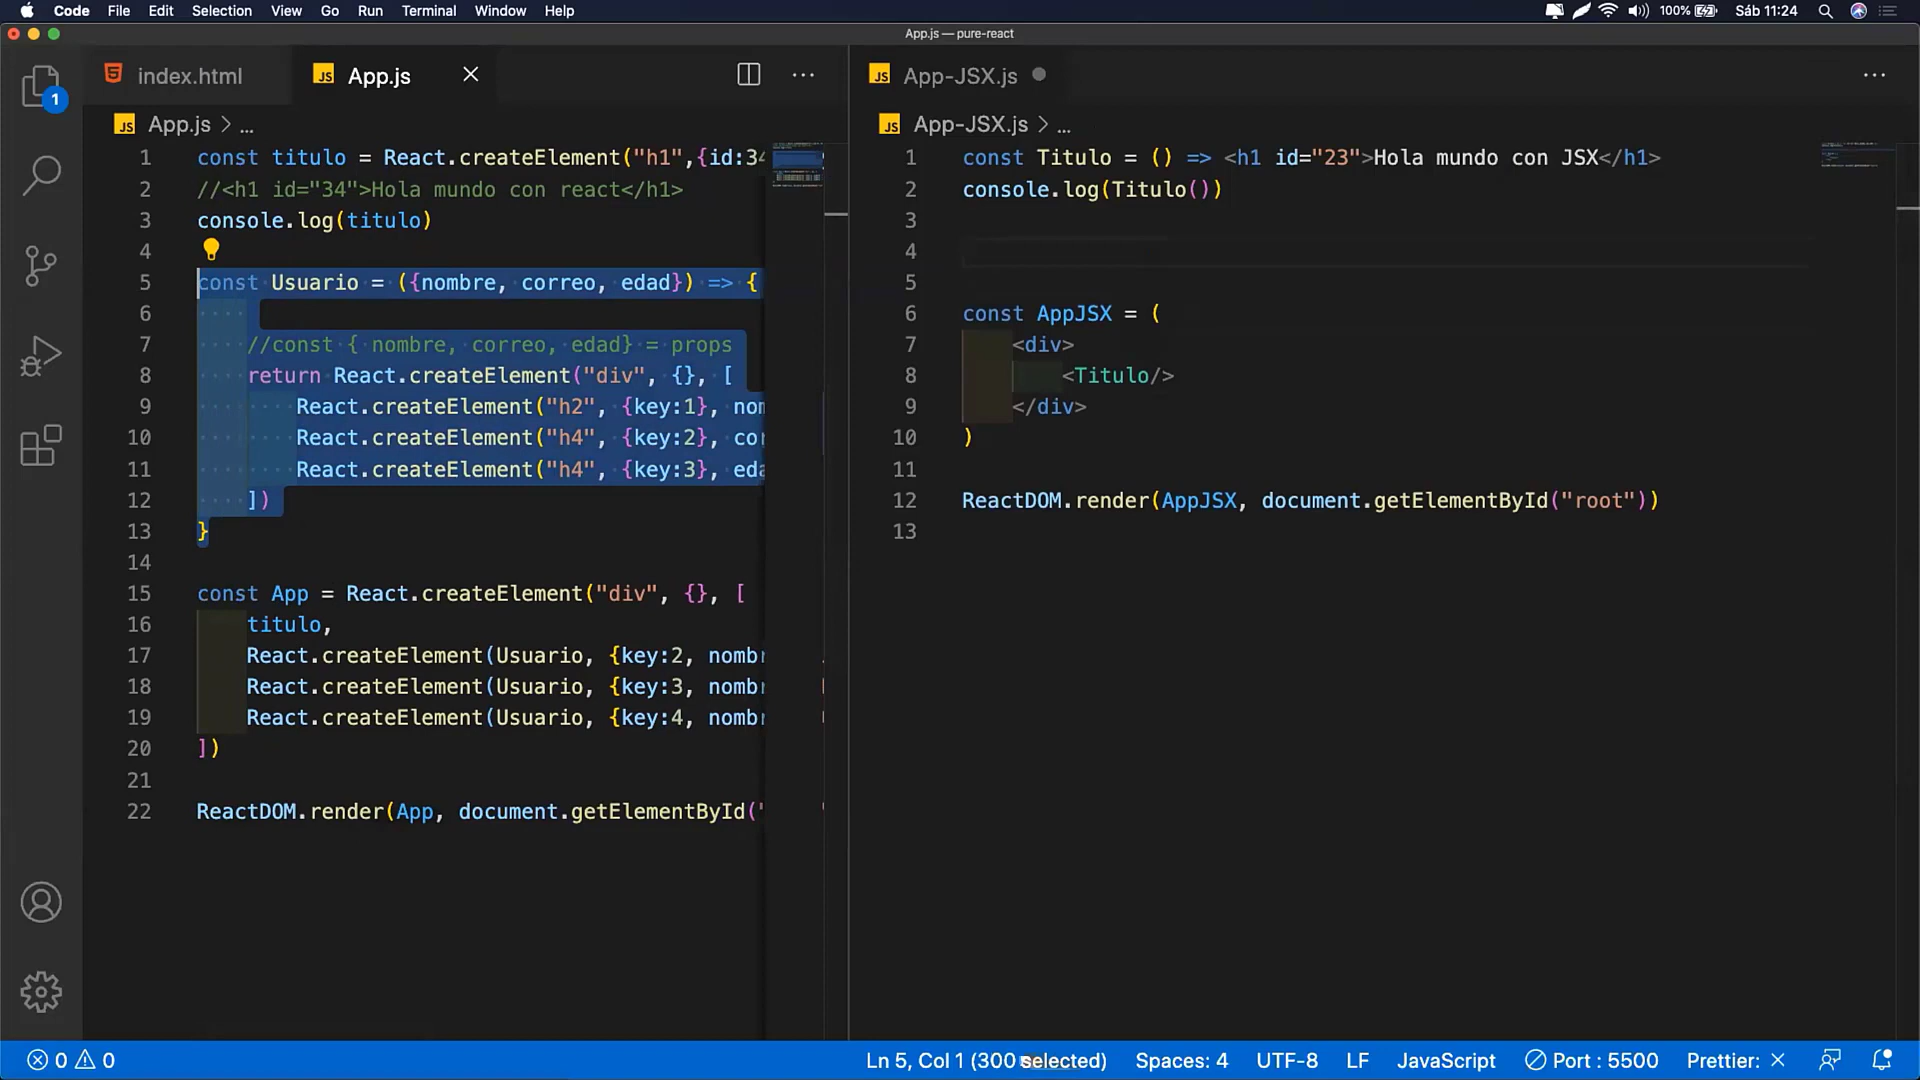 Code File Edit Selection View Go Run Terminal Window Help 100% Sáb 11:24
App.js — pure-react
index.html
JS App.js
JS App-JSX.js
1
JS App.js > ...
1 const titulo = React.createElement("h1",{id:34
2 //<h1 id="34">Hola mundo con react</h1>
3 console.log(titulo)
4
5 const Usuario = ({nombre, correo, edad}) => {
6
7 //const { nombre, correo, edad} = props
8 return React.createElement("div", {}, [
9 React.createElement("h2", {key:1}, nom
10 React.createElement("h4", {key:2}, co
11 React.createElement("h4", {key:3}, eda
12 ])
13 }
14
15 const App = React.createElement("div", {}, [
16 titulo,
17 React.createElement(Usuario, {key:2, nomb
18 React.createElement(Usuario, {key:3, nomb
19 React.createElement(Usuario, {key:4, nomb
20 ])
21
22 ReactDOM.render(App, document.getElementById("
JS App-JSX.js > ...
1 const Titulo = () => <h1 id="23">Hola mundo con JSX</h1>
2 console.log(Titulo())
3
4
5
6 const AppJSX = (
7 <div>
8 <Titulo/>
9 </div>
10 )
11
12 ReactDOM.render(AppJSX, document.getElementById("root"))
13
0 0 Ln 5, Col 1 (300 selected) Spaces: 4 UTF-8 LF JavaScript Port : 5500 Prettier: